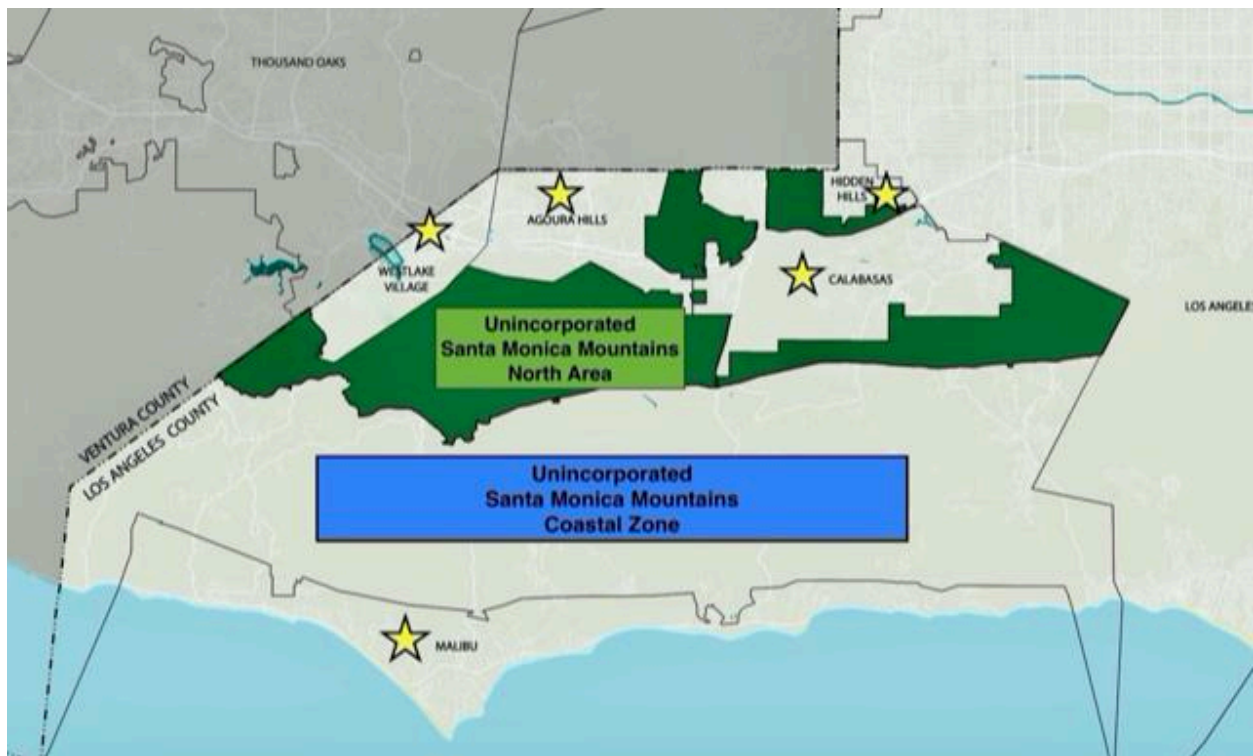 THOUSAND OAKS
HIDDEN
HILLS
AGOURA HILLS
WESTLAKE
VILLAGE
CALABASAS
LOS ANGELES
Unincorporated
Santa Monica Mountains
North Area
VENTURA COUNTY
LOS ANGELES COUNTY
Unincorporated
Santa Monica Mountains
Coastal Zone
MALIBU